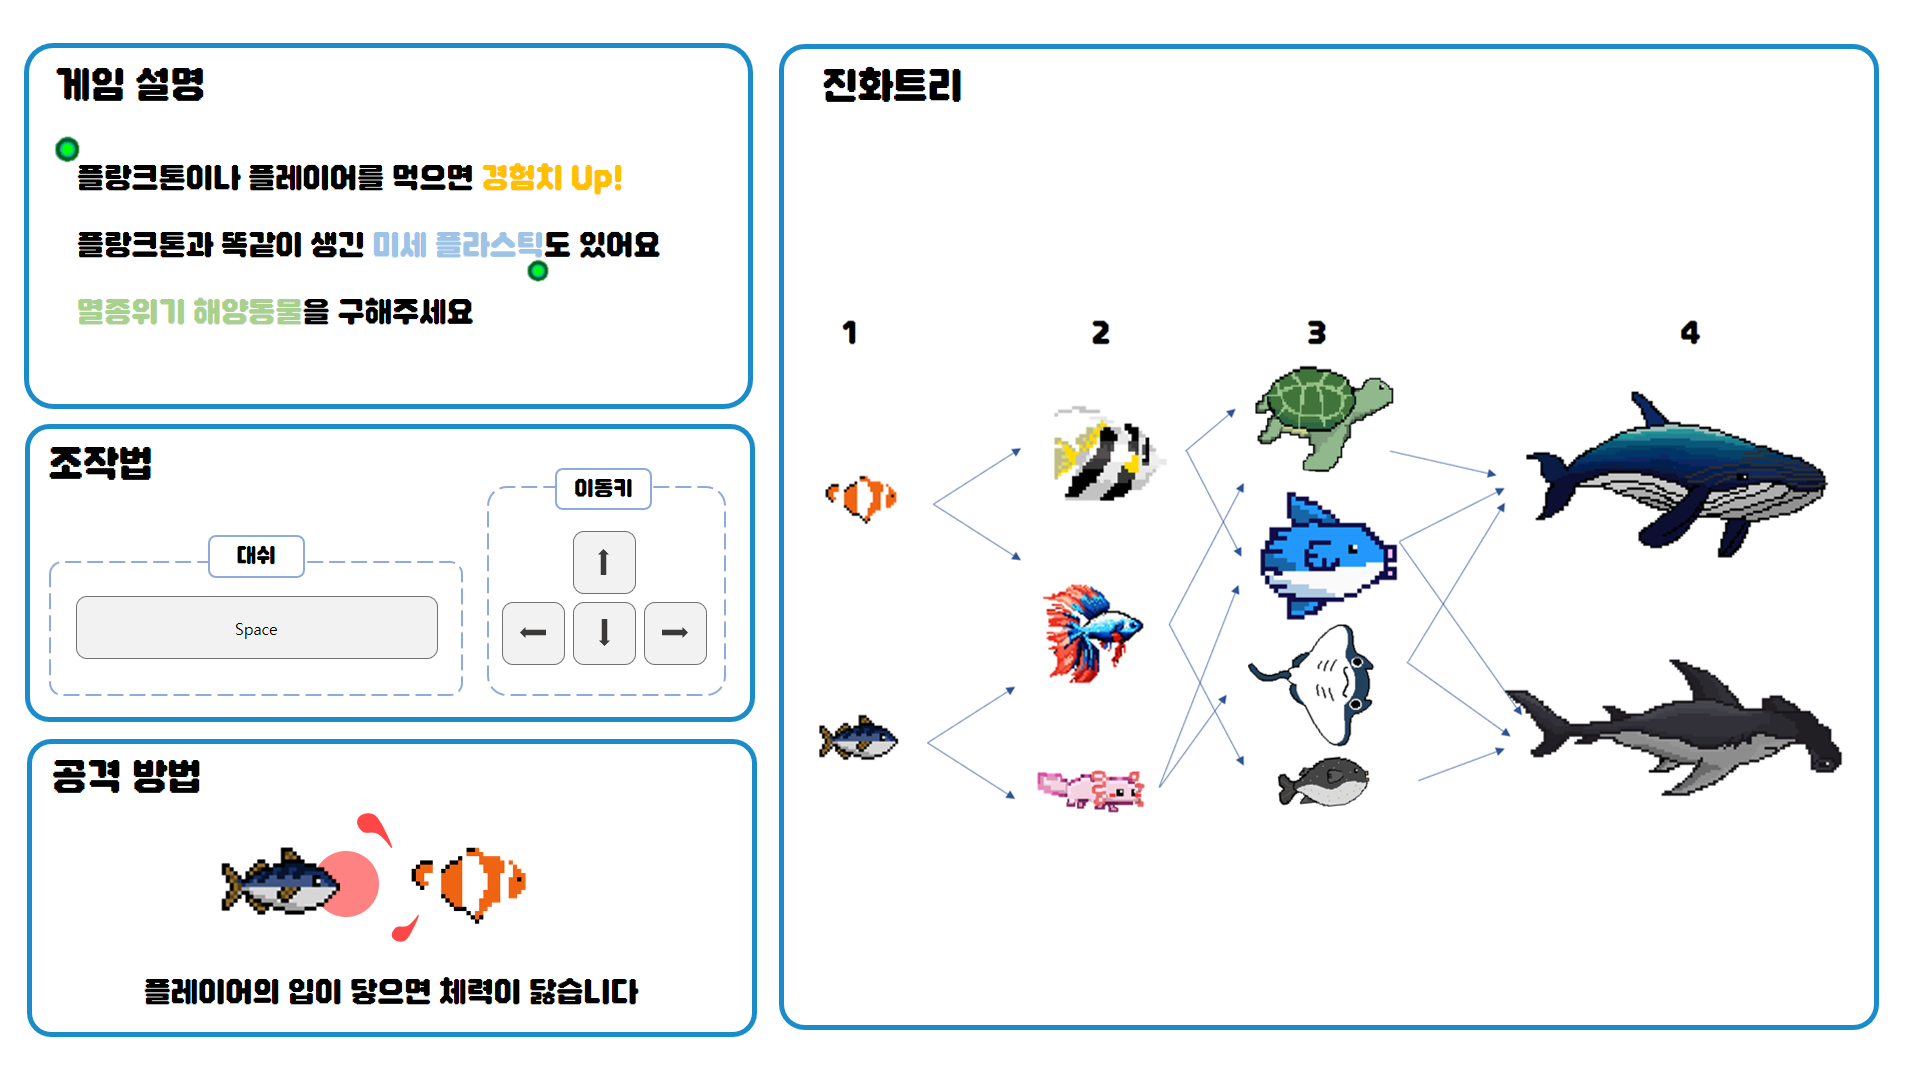 게임 설명
플랑크톤이나 플레이어를 먹으면 경험치 Up!
플랑크톤과 똑같이 생긴 미세 플라스틱도 있어요
멸종위기 해양동물을 구해주세요
조작법
대쉬
Space
이동키
공격 방법
플레이어의 입이 닿으면 체력이 닳습니다
진화트리
1 2 3 4